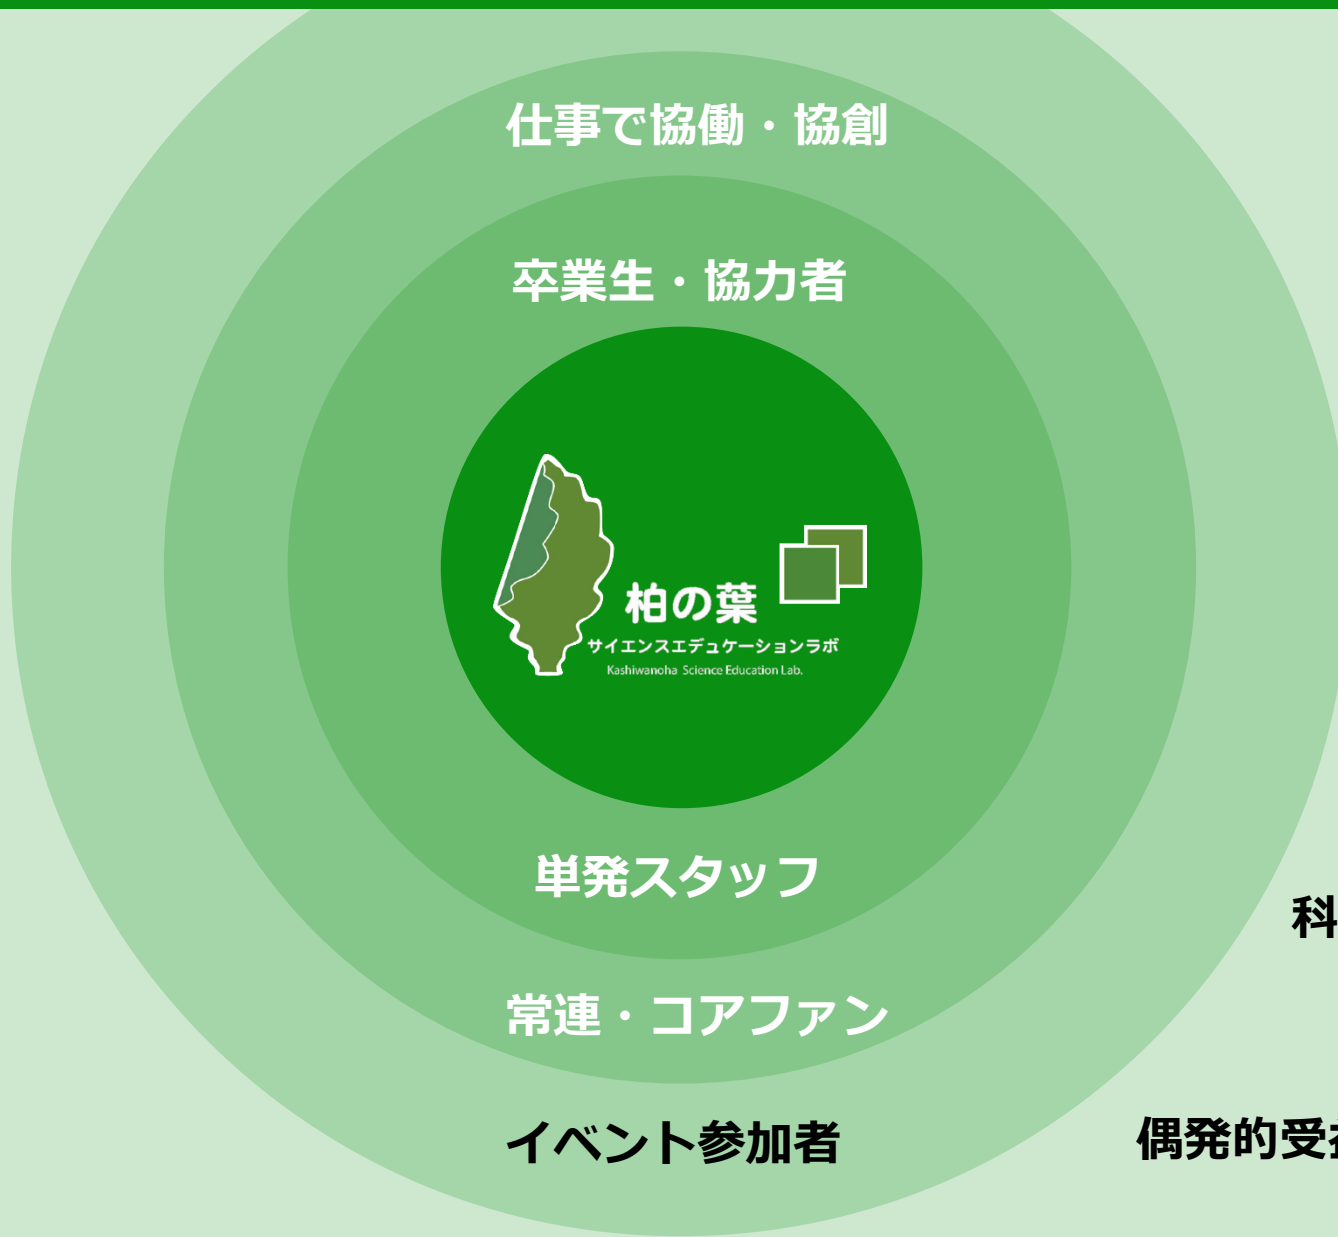 仕事で協働・協創
卒業生・協力者
柏の葉
サイエンスエデュケーションラボ
Kashiwanoha Science Education Lab.
単発スタッフ
科
常連・コアファン
イベント参加者
偶発的受